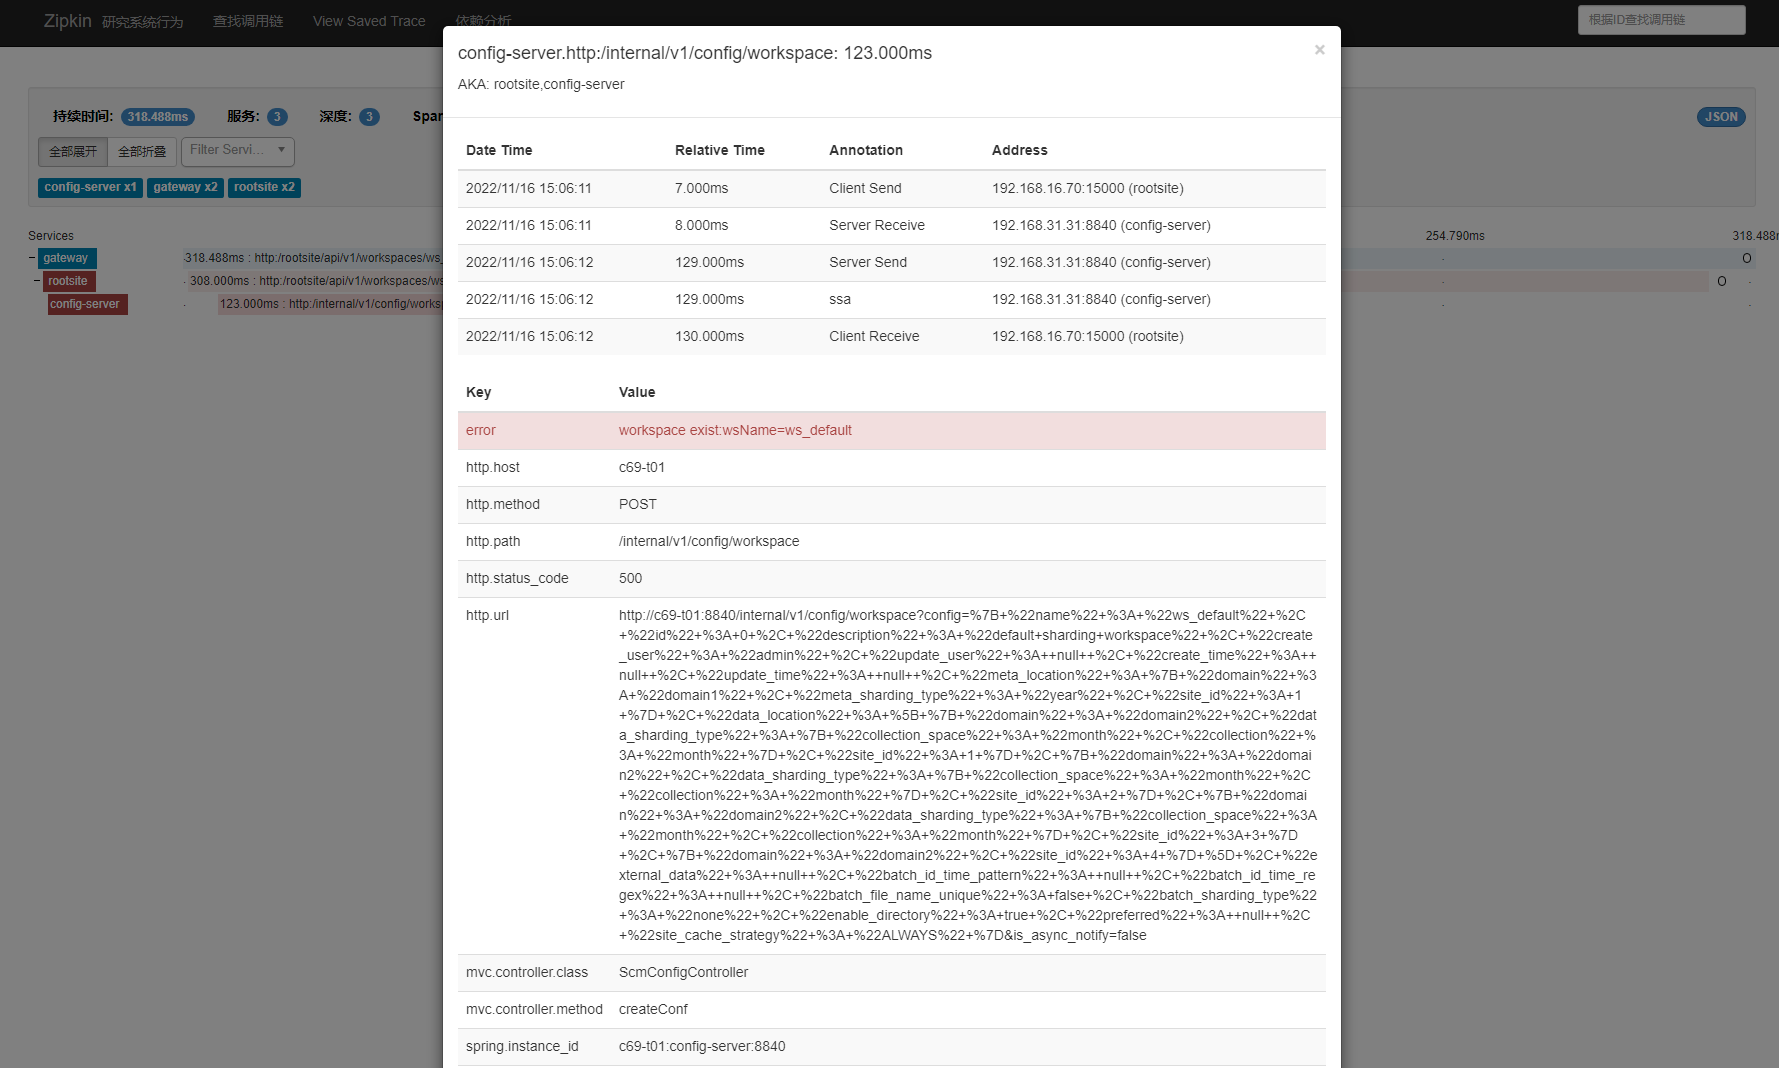 Zipkin 研究系统行为 查找调用链 View Saved Trace 依赖分析 根据ID查找调用链
config-server.http:/internal/v1/config/workspace: 123.000ms ×
AKA: rootsite,config-server
持续时间: 318.488ms 服务: 3 深度: 3 Span JSON
全部展开 全部折叠 Filter Servi...
config-server x1 gateway x2 rootsite x2
Services 254.790ms 318.488m
− gateway ·318.488ms : http:/rootsite/api/v1/workspaces/ws_ · O
− rootsite · 308.000ms : http:/rootsite/api/v1/workspaces/ws · O ·
config-server · 123.000ms : http:/internal/v1/config/worksp · ·
Date Time Relative Time Annotation Address
2022/11/16 15:06:11 7.000ms Client Send 192.168.16.70:15000 (rootsite)
2022/11/16 15:06:11 8.000ms Server Receive 192.168.31.31:8840 (config-server)
2022/11/16 15:06:12 129.000ms Server Send 192.168.31.31:8840 (config-server)
2022/11/16 15:06:12 129.000ms ssa 192.168.31.31:8840 (config-server)
2022/11/16 15:06:12 130.000ms Client Receive 192.168.16.70:15000 (rootsite)
Key Value
error workspace exist:wsName=ws_default
http.host c69-t01
http.method POST
http.path /internal/v1/config/workspace
http.status_code 500
http.url http://c69-t01:8840/internal/v1/config/workspace?config=%7B+%22name%22+%3A+%22ws_default%22+%2C
+%22id%22+%3A+0+%2C+%22description%22+%3A+%22default+sharding+workspace%22+%2C+%22create
_user%22+%3A+%22admin%22+%2C+%22update_user%22+%3A++null++%2C+%22create_time%22+%3A++
null++%2C+%22update_time%22+%3A++null++%2C+%22meta_location%22+%3A+%7B+%22domain%22+%3
A+%22domain1%22+%2C+%22meta_sharding_type%22+%3A+%22year%22+%2C+%22site_id%22+%3A+1
+%7D+%2C+%22data_location%22+%3A+%5B+%7B+%22domain%22+%3A+%22domain2%22+%2C+%22dat
a_sharding_type%22+%3A+%7B+%22collection_space%22+%3A+%22month%22+%2C+%22collection%22+%
3A+%22month%22+%7D+%2C+%22site_id%22+%3A+1+%7D+%2C+%7B+%22domain%22+%3A+%22domai
n2%22+%2C+%22data_sharding_type%22+%3A+%7B+%22collection_space%22+%3A+%22month%22+%2C
+%22collection%22+%3A+%22month%22+%7D+%2C+%22site_id%22+%3A+2+%7D+%2C+%7B+%22domai
n%22+%3A+%22domain2%22+%2C+%22data_sharding_type%22+%3A+%7B+%22collection_space%22+%3A
+%22month%22+%2C+%22collection%22+%3A+%22month%22+%7D+%2C+%22site_id%22+%3A+3+%7D
+%2C+%7B+%22domain%22+%3A+%22domain2%22+%2C+%22site_id%22+%3A+4+%7D+%5D+%2C+%22e
xternal_data%22+%3A++null++%2C+%22batch_id_time_pattern%22+%3A++null++%2C+%22batch_id_time_re
gex%22+%3A++null++%2C+%22batch_file_name_unique%22+%3A+false+%2C+%22batch_sharding_type%22
+%3A+%22none%22+%2C+%22enable_directory%22+%3A+true+%2C+%22preferred%22+%3A++null++%2C
+%22site_cache_strategy%22+%3A+%22ALWAYS%22+%7D&is_async_notify=false
mvc.controller.class ScmConfigController
mvc.controller.method createConf
spring.instance_id c69-t01:config-server:8840